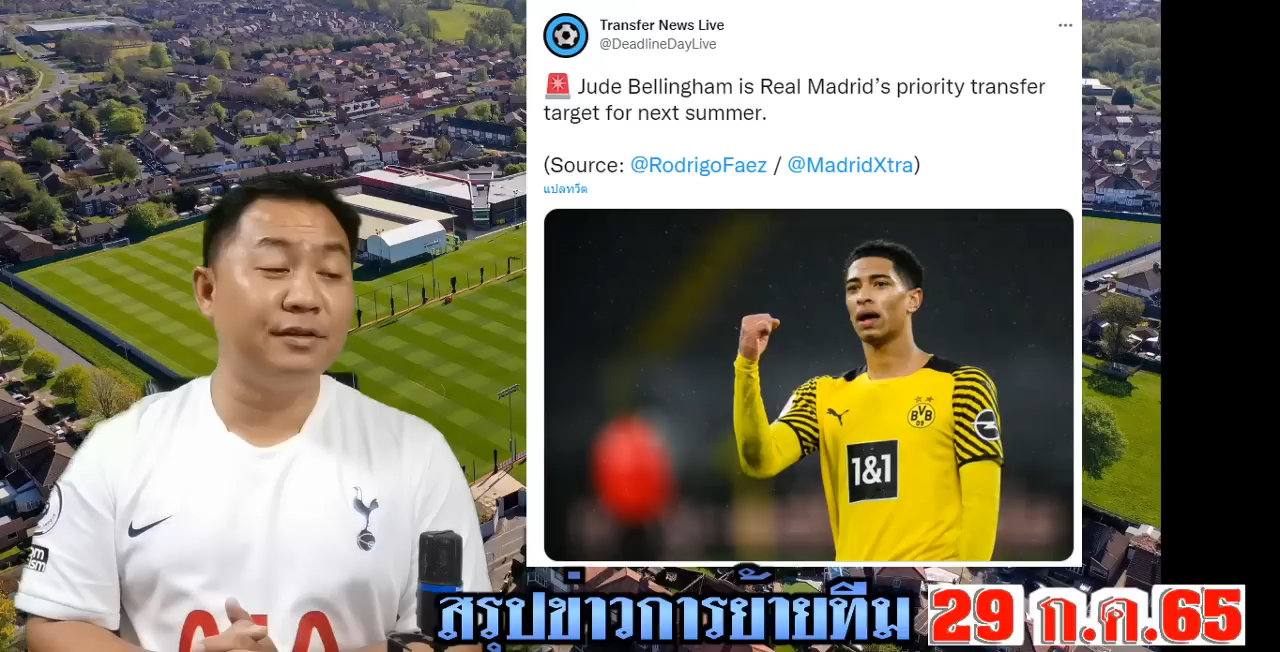 Transfer News Live
@DeadlineDayLive
Jude Bellingham is Real Madrid's priority transfer
target for next summer.
(Source: @RodrigoFaez / @MadridXtra)
แปลทวีต
BVB
09
1&1
สรุปข่าวการย้ายทีม 29 ก.ค.65